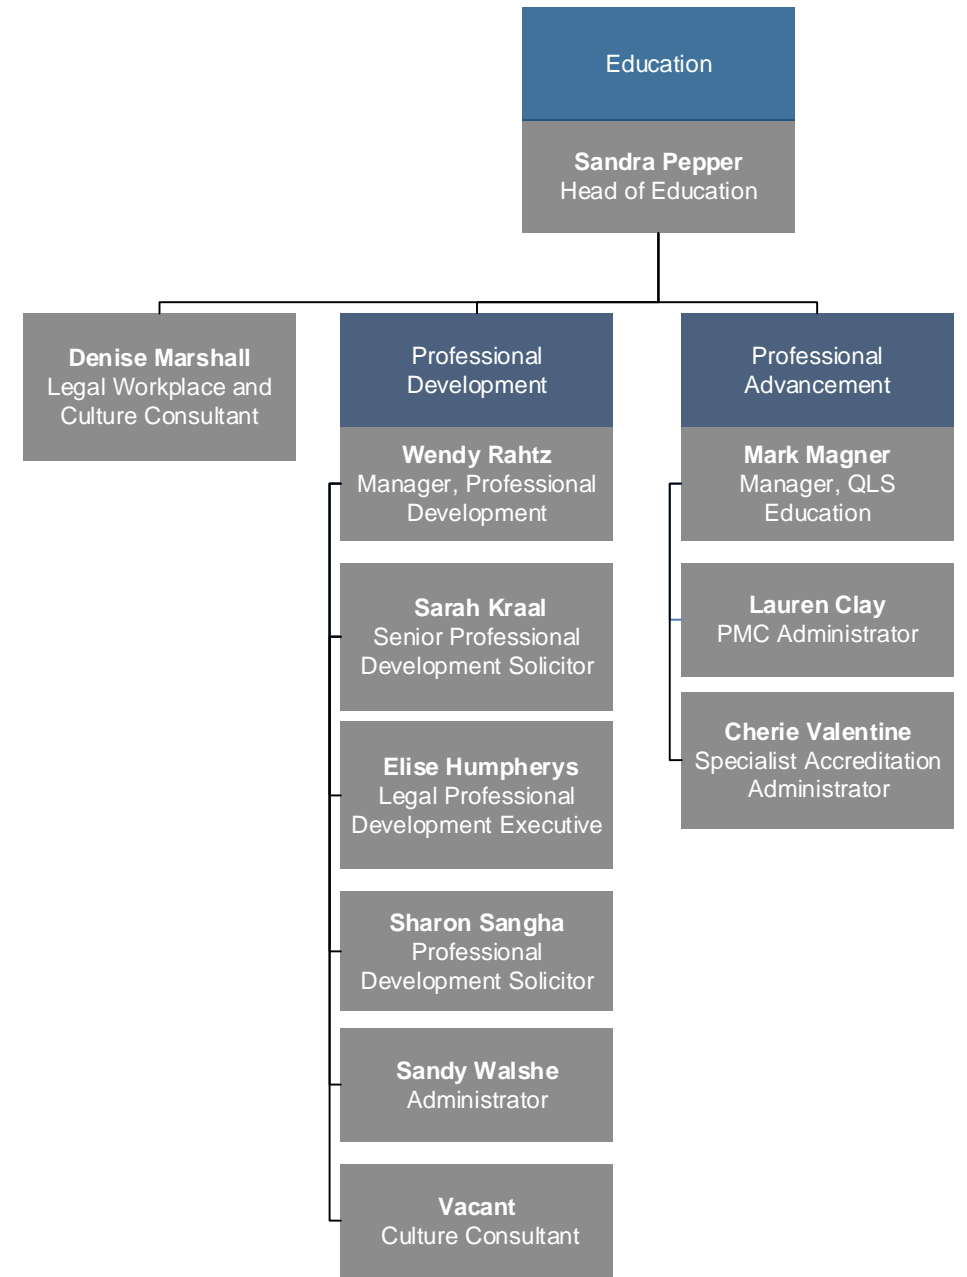 Education
Sandra Pepper
Head of Education
Denise Marshall
Legal Workplace and
Culture Consultant
Professional
Development
Wendy Rahtz
Manager, Professional
Development
Sarah Kraal
Senior Professional
Development Solicitor
Elise Humpherys
Legal Professional
Development Executive
Sharon Sangha
Professional
Development Solicitor
Sandy Walshe
Administrator
Vacant
Culture Consultant
Professional
Advancement
Mark Magner
Manager, QLS
Education
Lauren Clay
PMC Administrator
Cherie Valentine
Specialist Accreditation
Administrator